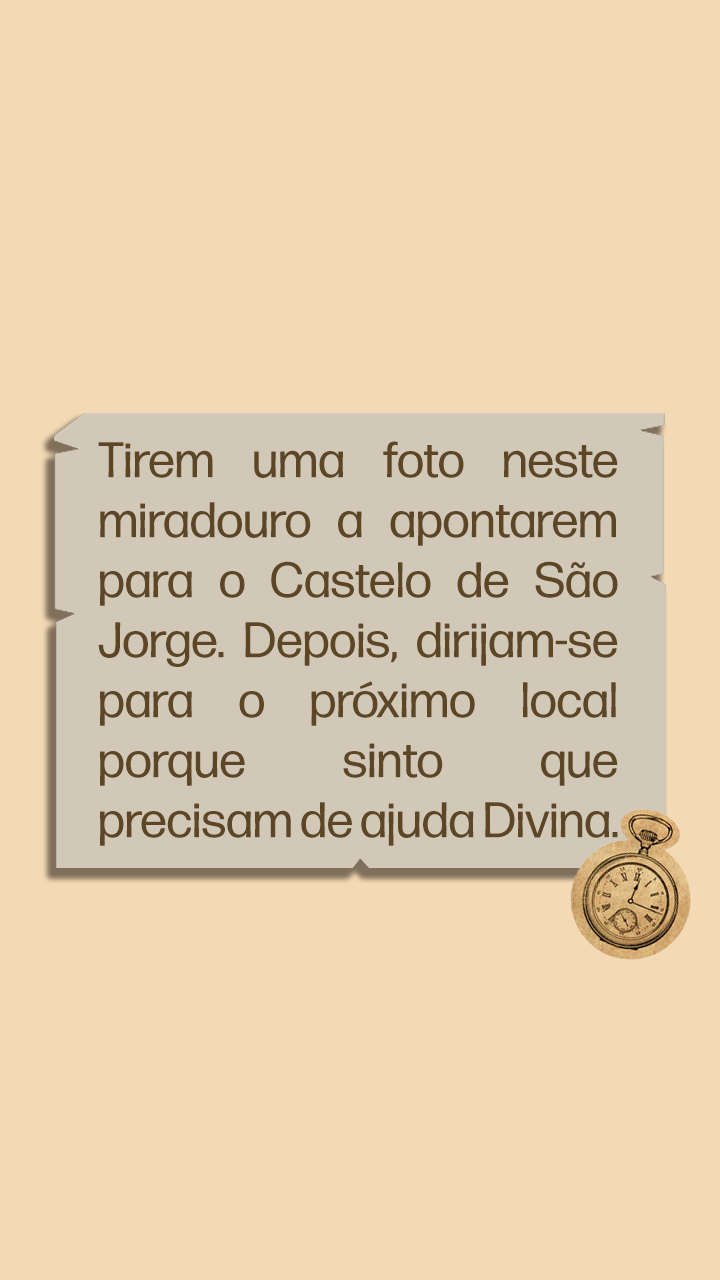 Tirem uma foto neste
miradouro a apontarem
para o Castelo de São
Jorge. Depois, dirijam-se
para o próximo local
porque sinto que
precisam de ajuda Divina.